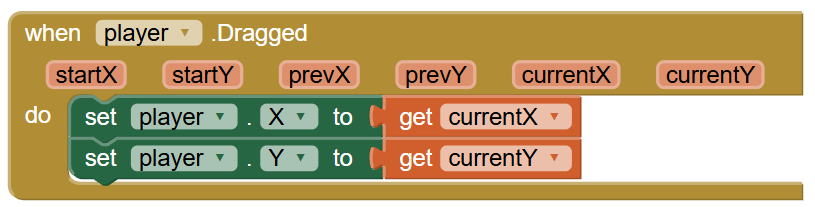 when player .Dragged
startX startY prevX prevY currentX currentY
do set player . X to get currentX
set player . Y to get currentY